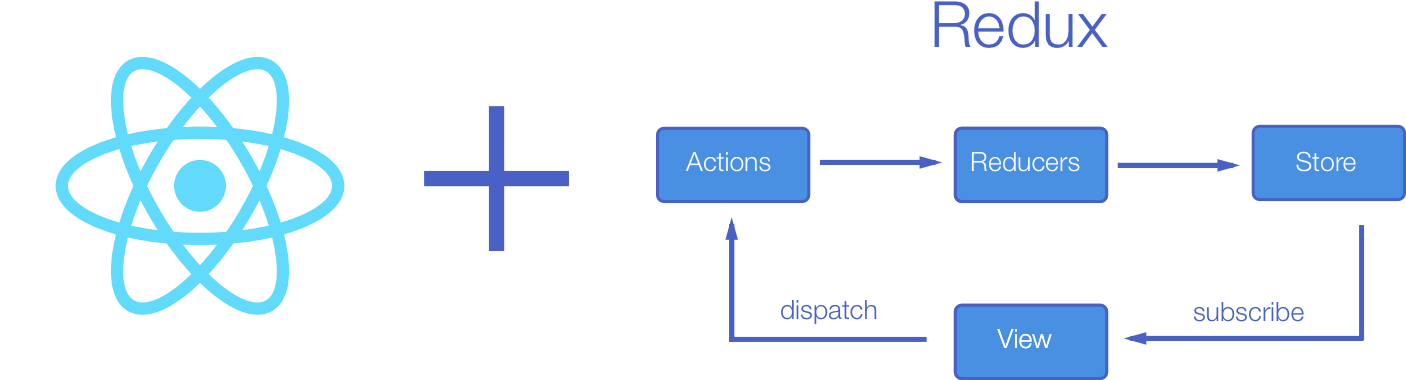 Redux
Actions
Reducers
Store
dispatch
subscribe
View